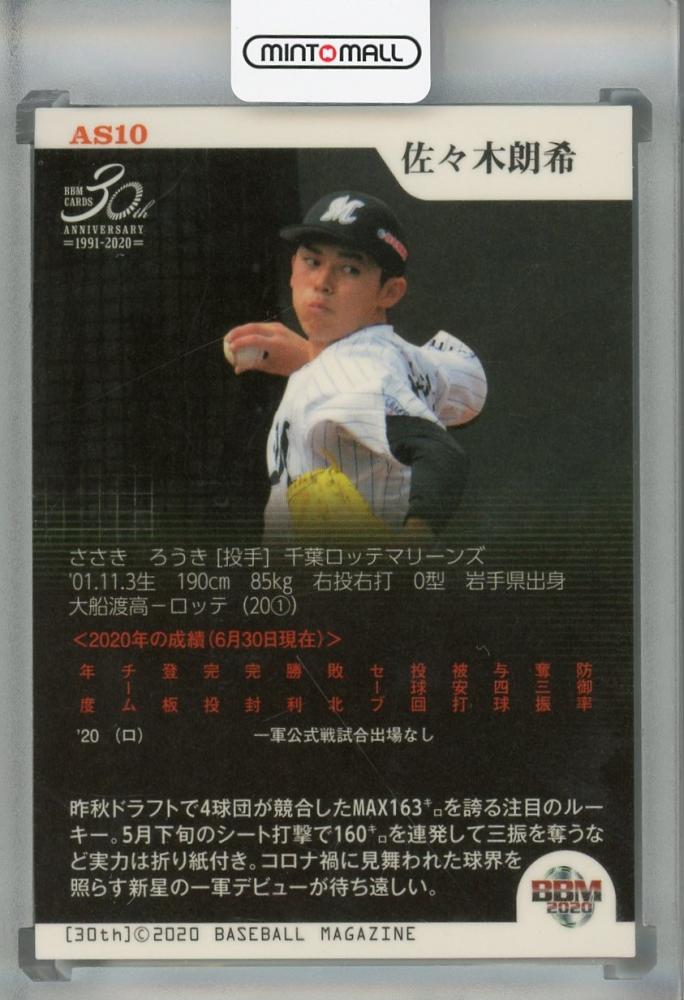 MINTMALL
AS10
佐々木朗希
BBM
CARDS
30th
ANNIVERSARY
=1991-2020=
ささき ろうき [投手] 千葉ロッテマリーンズ
'01.11.3生 190cm 85kg 右投右打 O型 岩手県出身
大船渡高－ロッテ (20①)
<2020年の成績(6月30日現在)>
年度 チーム 登板 完投 完封 勝利 敗北 セーブ 投球回 被安打 与四球 奪三振 防御率
'20 (ロ) 一軍公式戦試合出場なし
昨秋ドラフトで4球団が競合したMAX163㌔を誇る注目のルー
キー。5月下旬のシート打撃で160㌔を連発して三振を奪うな
ど実力は折り紙付き。コロナ禍に見舞われた球界を
照らす新星の一軍デビューが待ち遠しい。
BBM
2020
[30th]©2020 BASEBALL MAGAZINE